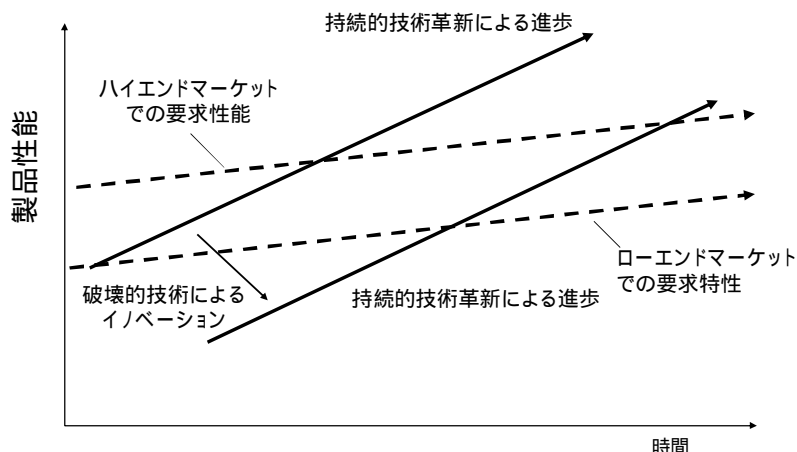 持続的技術革新による進歩
ハイエンドマーケット
での要求性能
製品性能
ローエンドマーケット
での要求特性
破壊的技術による
イノベーション
持続的技術革新による進歩
時間